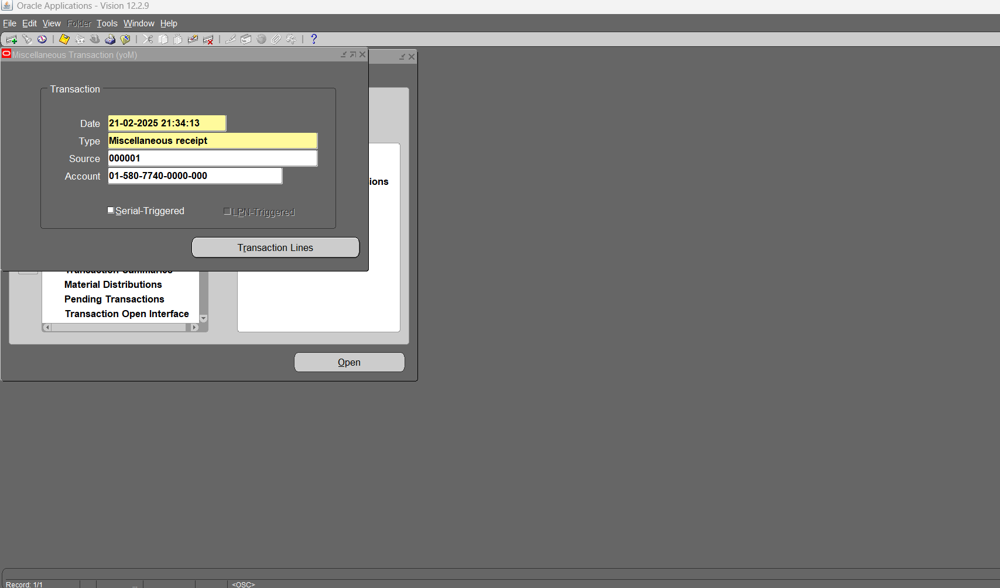 Oracle Applications - Vision 12.2.9
File Edit View Folder Tools Window Help
Miscellaneous Transaction (yoM)
Transaction
Date 21-02-2025 21:34:13
Type Miscellaneous receipt
Source 000001
Account 01-580-7740-0000-000
ions
Serial-Triggered LPN-Triggered
Transaction Lines
Transaction Summaries
Material Distributions
Pending Transactions
Transaction Open Interface
Open
Record: 1/1 ... <OSC>